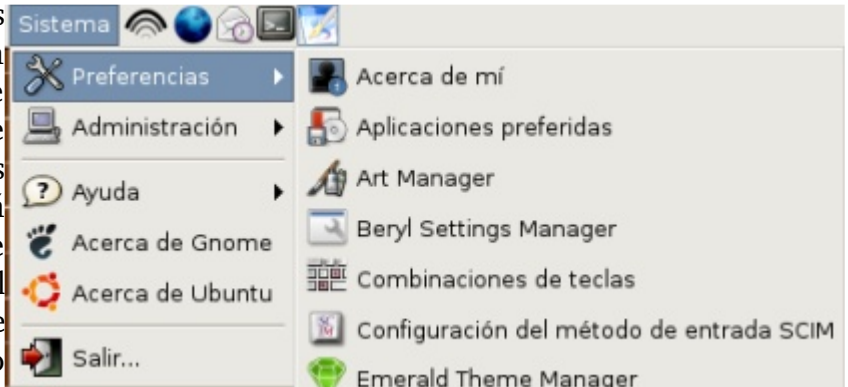 Sistema
Preferencias
Administración
Ayuda
Acerca de Gnome
Acerca de Ubuntu
Salir...
Acerca de mí
Aplicaciones preferidas
Art Manager
Beryl Settings Manager
Combinaciones de teclas
Configuración del método de entrada SCIM
Emerald Theme Manager